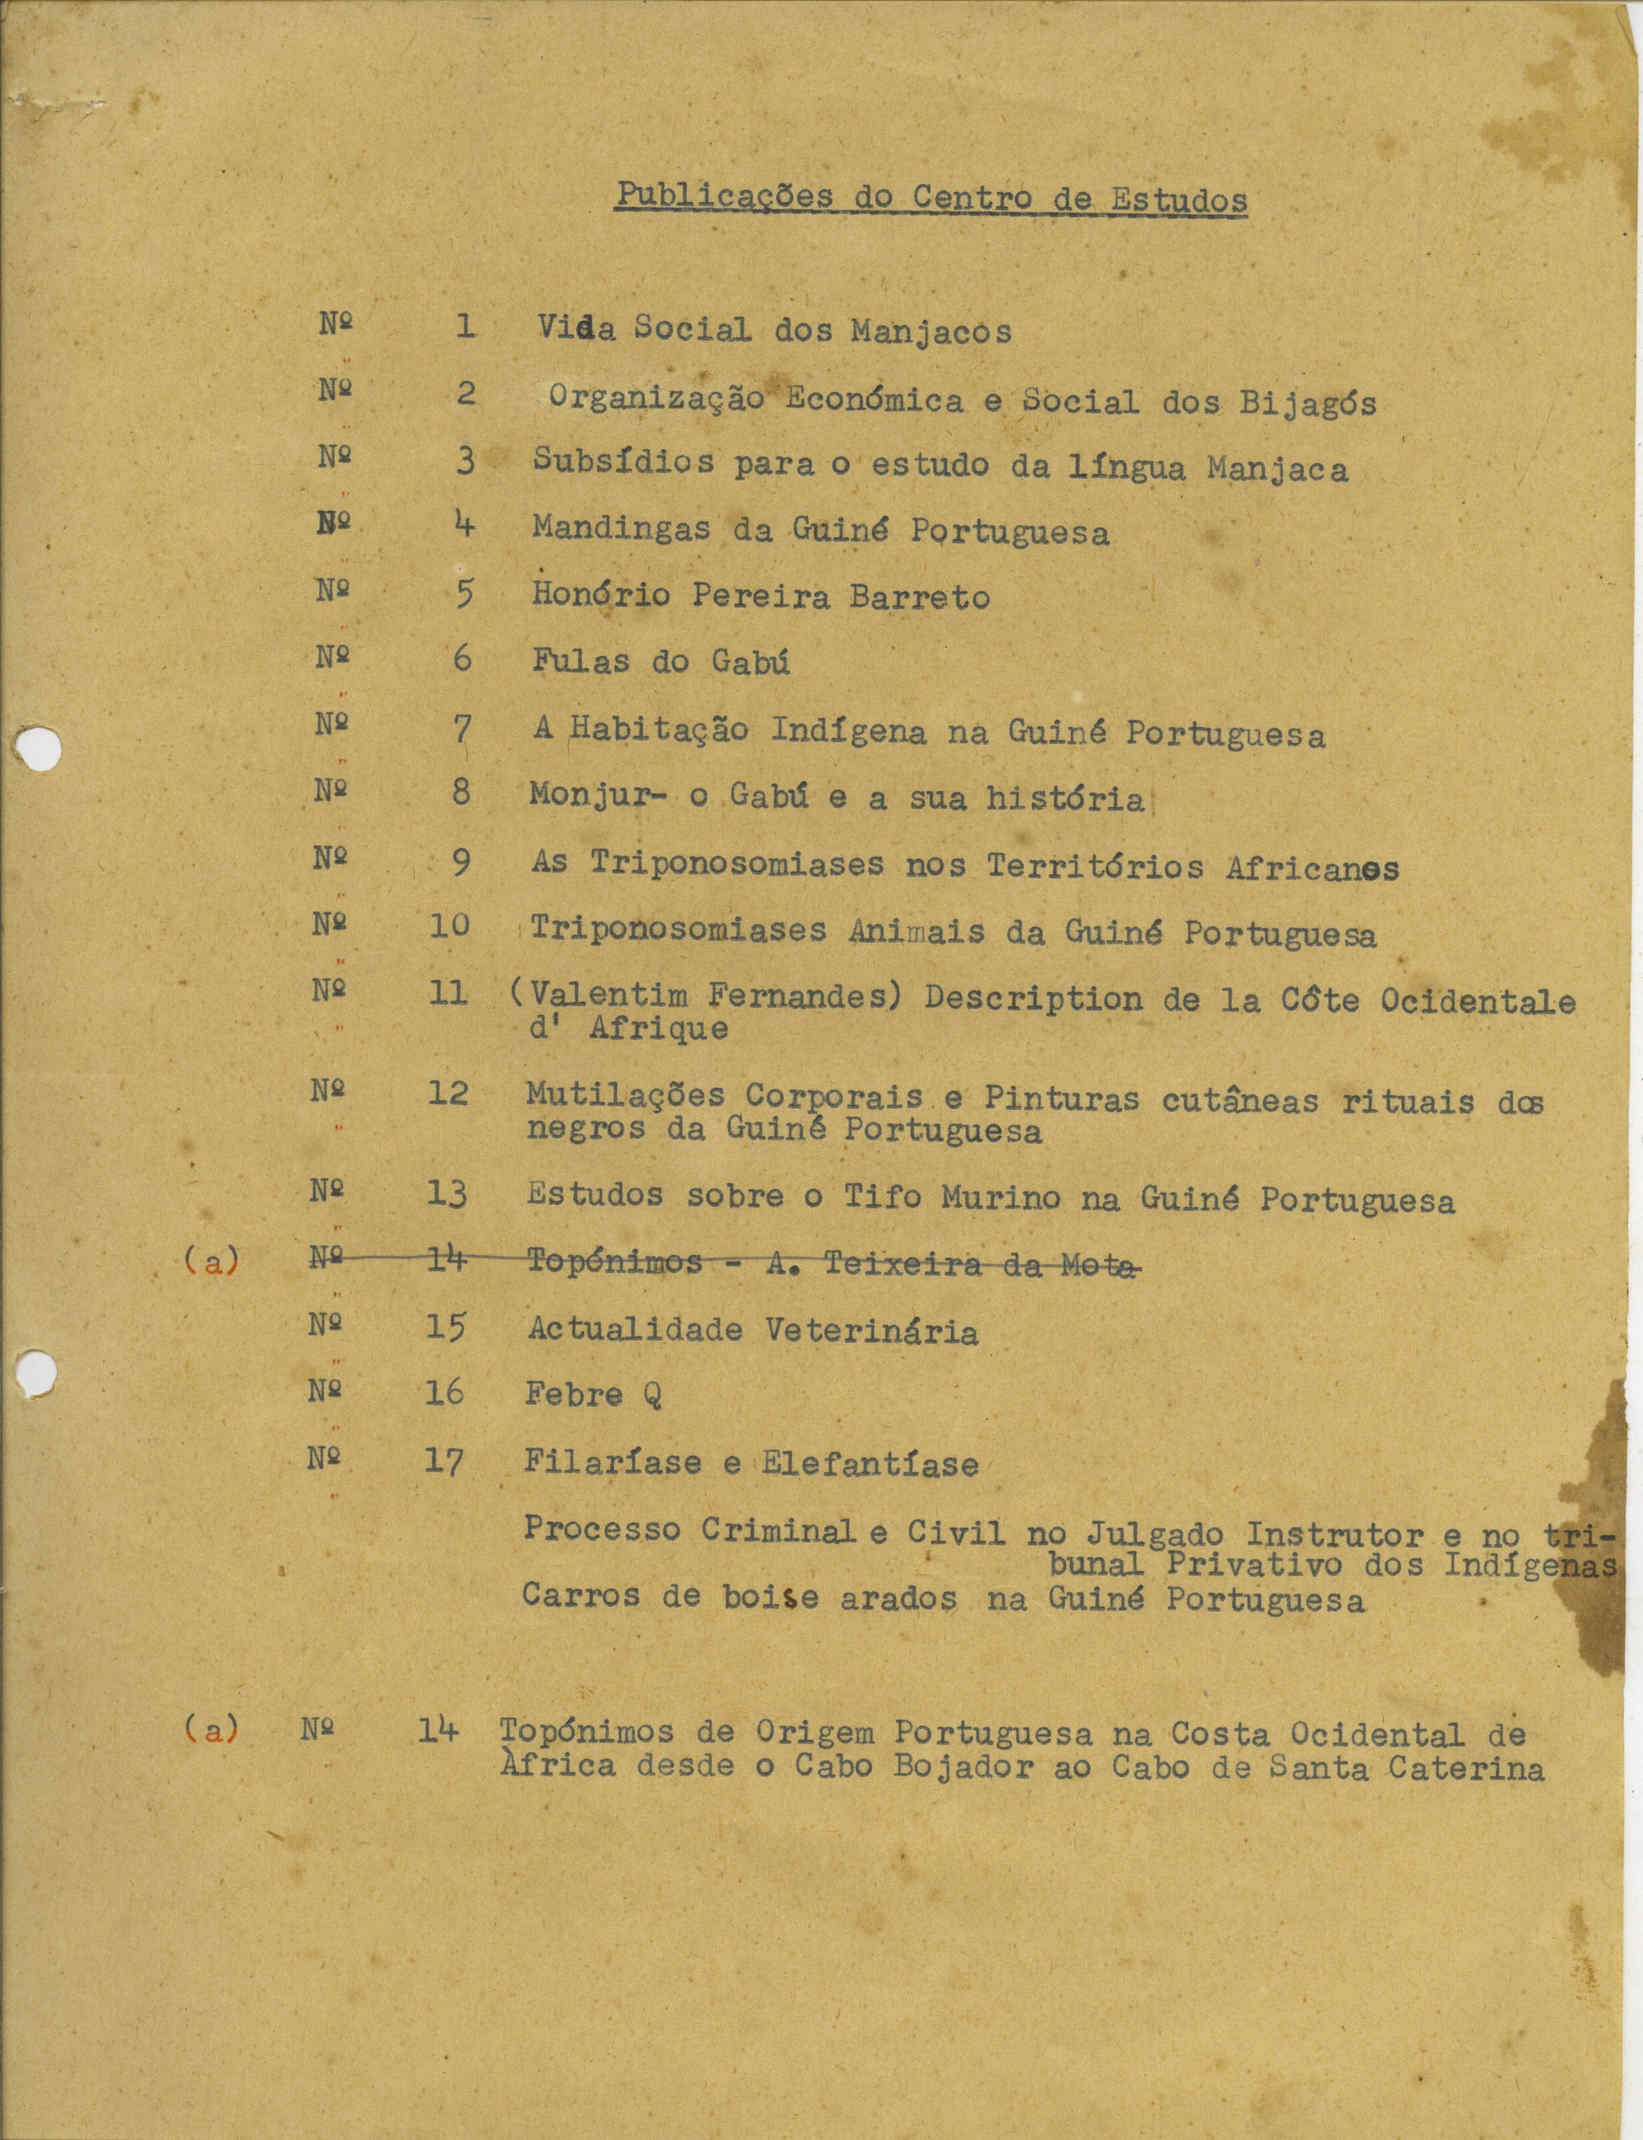 Publicações do Centro de Estudos
Nº 1 Vida Social dos Manjacos
Nº 2 Organização Económica e Social dos Bijagós
Nº 3 Subsídios para o estudo da língua Manjaca
Nº 4 Mandingas da Guiné Portuguesa
Nº 5 Honório Pereira Barreto
Nº 6 Fulas do Gabú
Nº 7 A Habitação Indígena na Guiné Portuguesa
Nº 8 Monjur- o Gabú e a sua história
Nº 9 As Triponosomiases nos Territórios Africanos
Nº 10 Triponosomiases Animais da Guiné Portuguesa
Nº 11 (Valentim Fernandes) Description de la Côte Ocidentale
d' Afrique
Nº 12 Mutilações Corporais e Pinturas cutâneas rituais dos
negros da Guiné Portuguesa
Nº 13 Estudos sobre o Tifo Murino na Guiné Portuguesa
(a) Nº 14 Topónimos - A. Teixeira da Mota
Nº 15 Actualidade Veterinária
Nº 16 Febre Q
Nº 17 Filaríase e Elefantíase
Processo Criminal e Civil no Julgado Instrutor e no tri-
bunal Privativo dos Indígenas
Carros de boise arados na Guiné Portuguesa
(a) Nº 14 Topónimos de Origem Portuguesa na Costa Ocidental de
Àfrica desde o Cabo Bojador ao Cabo de Santa Caterina